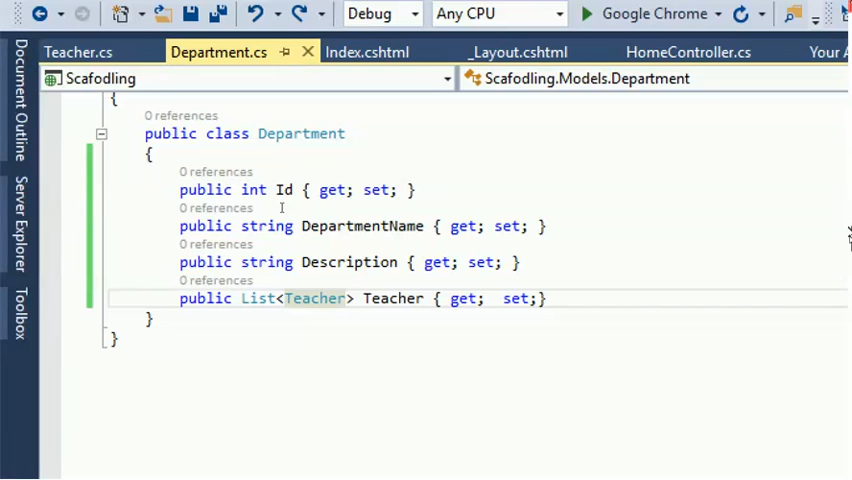 Debug Any CPU Google Chrome
Teacher.cs Department.cs Index.cshtml _Layout.cshtml HomeController.cs Your A
Document Outline
Server Explorer
Toolbox
Scafodling Scafodling.Models.Department
{
0 references
public class Department
{
0 references
public int Id { get; set; }
0 references
public string DepartmentName { get; set; }
0 references
public string Description { get; set; }
0 references
public List<Teacher> Teacher { get;  set;}
}
}